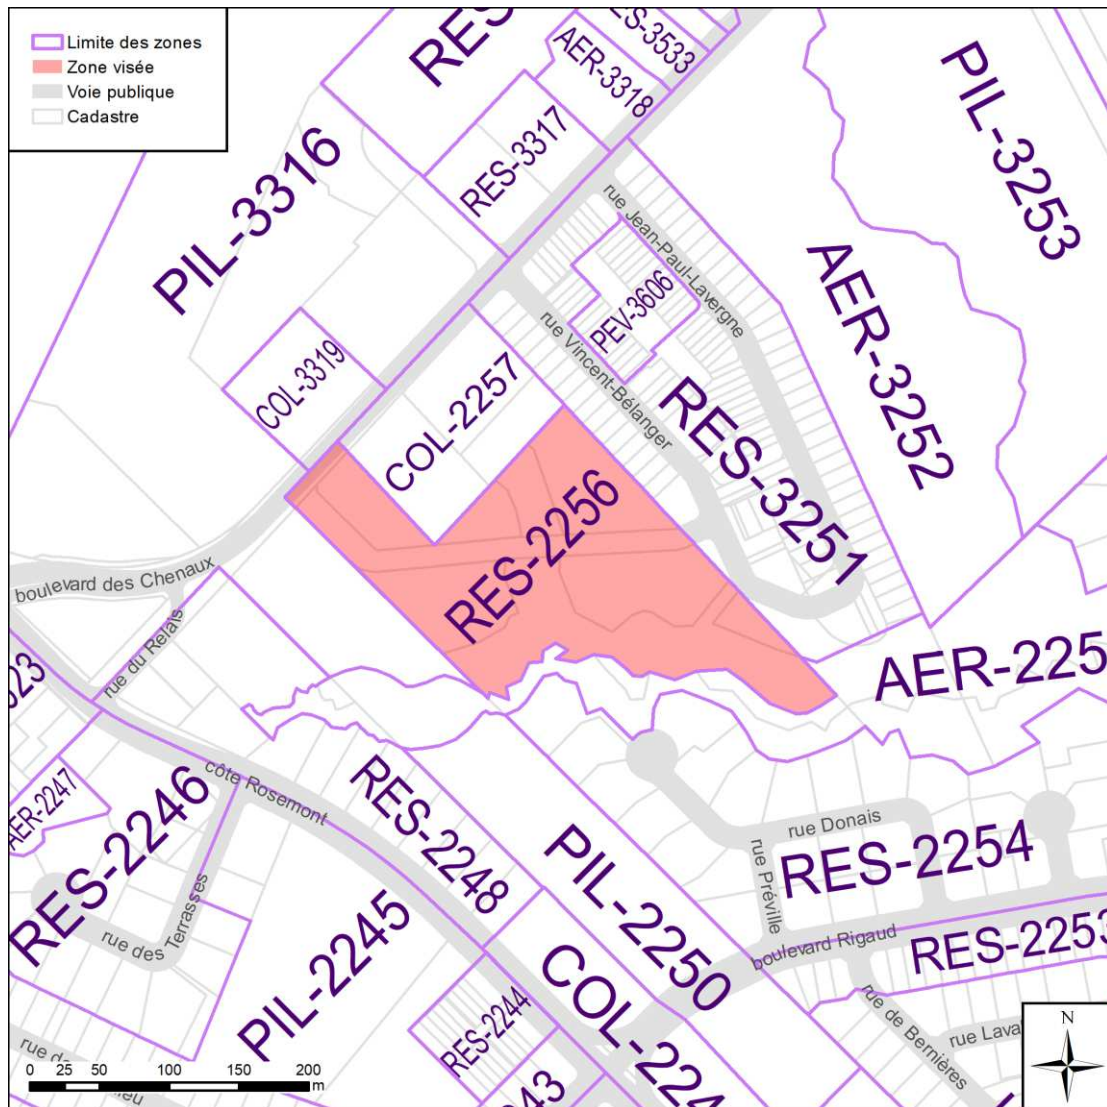 Limite des zones
Zone visée
Voie publique
Cadastre
AER-3318
RES-3317
PIL-3316
PIL-3253
rue Jean-Paul-Lavergne
AER-3252
PEV-3606
rue Vincent-Bélanger
COL-3319
COL-2257
RES-3251
RES-2256
boulevard des Chenaux
rue du Relais
AER-225
côte Rosemont
AER-2247
RES-2246
RES-2248
rue Donais
rue Préville
RES-2254
rue des Terrasses
PIL-2245
PIL-2250
boulevard Rigaud
RES-2253
COL-224
RES-2244
rue de Bernières
rue Lava
N
0 25 50 100 150 200
m